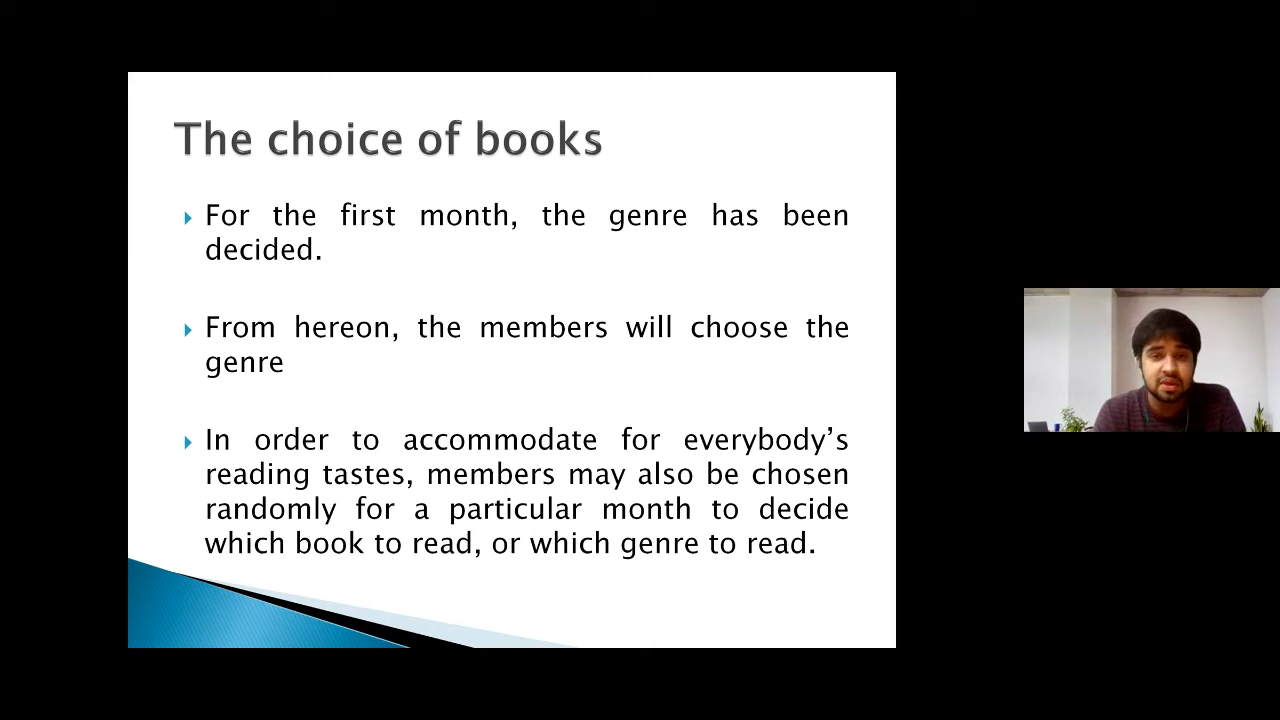 The choice of books
For the first month, the genre has been
decided.
From hereon, the members will choose the
genre
In order to accommodate for everybody’s
reading tastes, members may also be chosen
randomly for a particular month to decide
which book to read, or which genre to read.